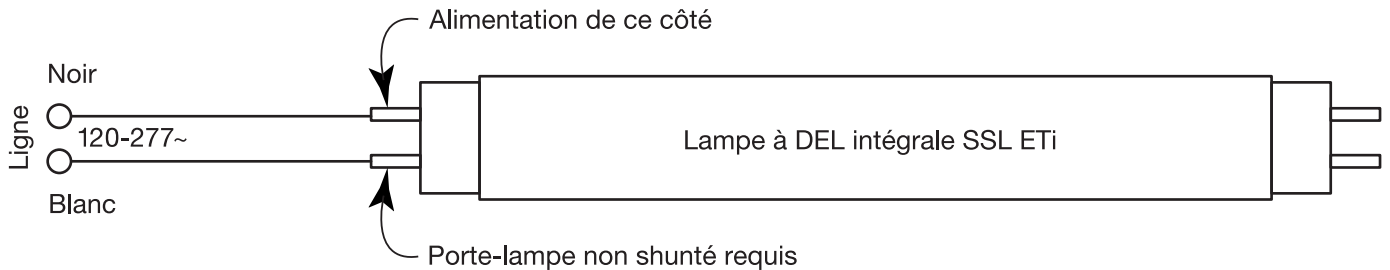 Alimentation de ce côté
Noir
Ligne
120-277~
Lampe à DEL intégrale SSL ETi
Blanc
Porte-lampe non shunté requis